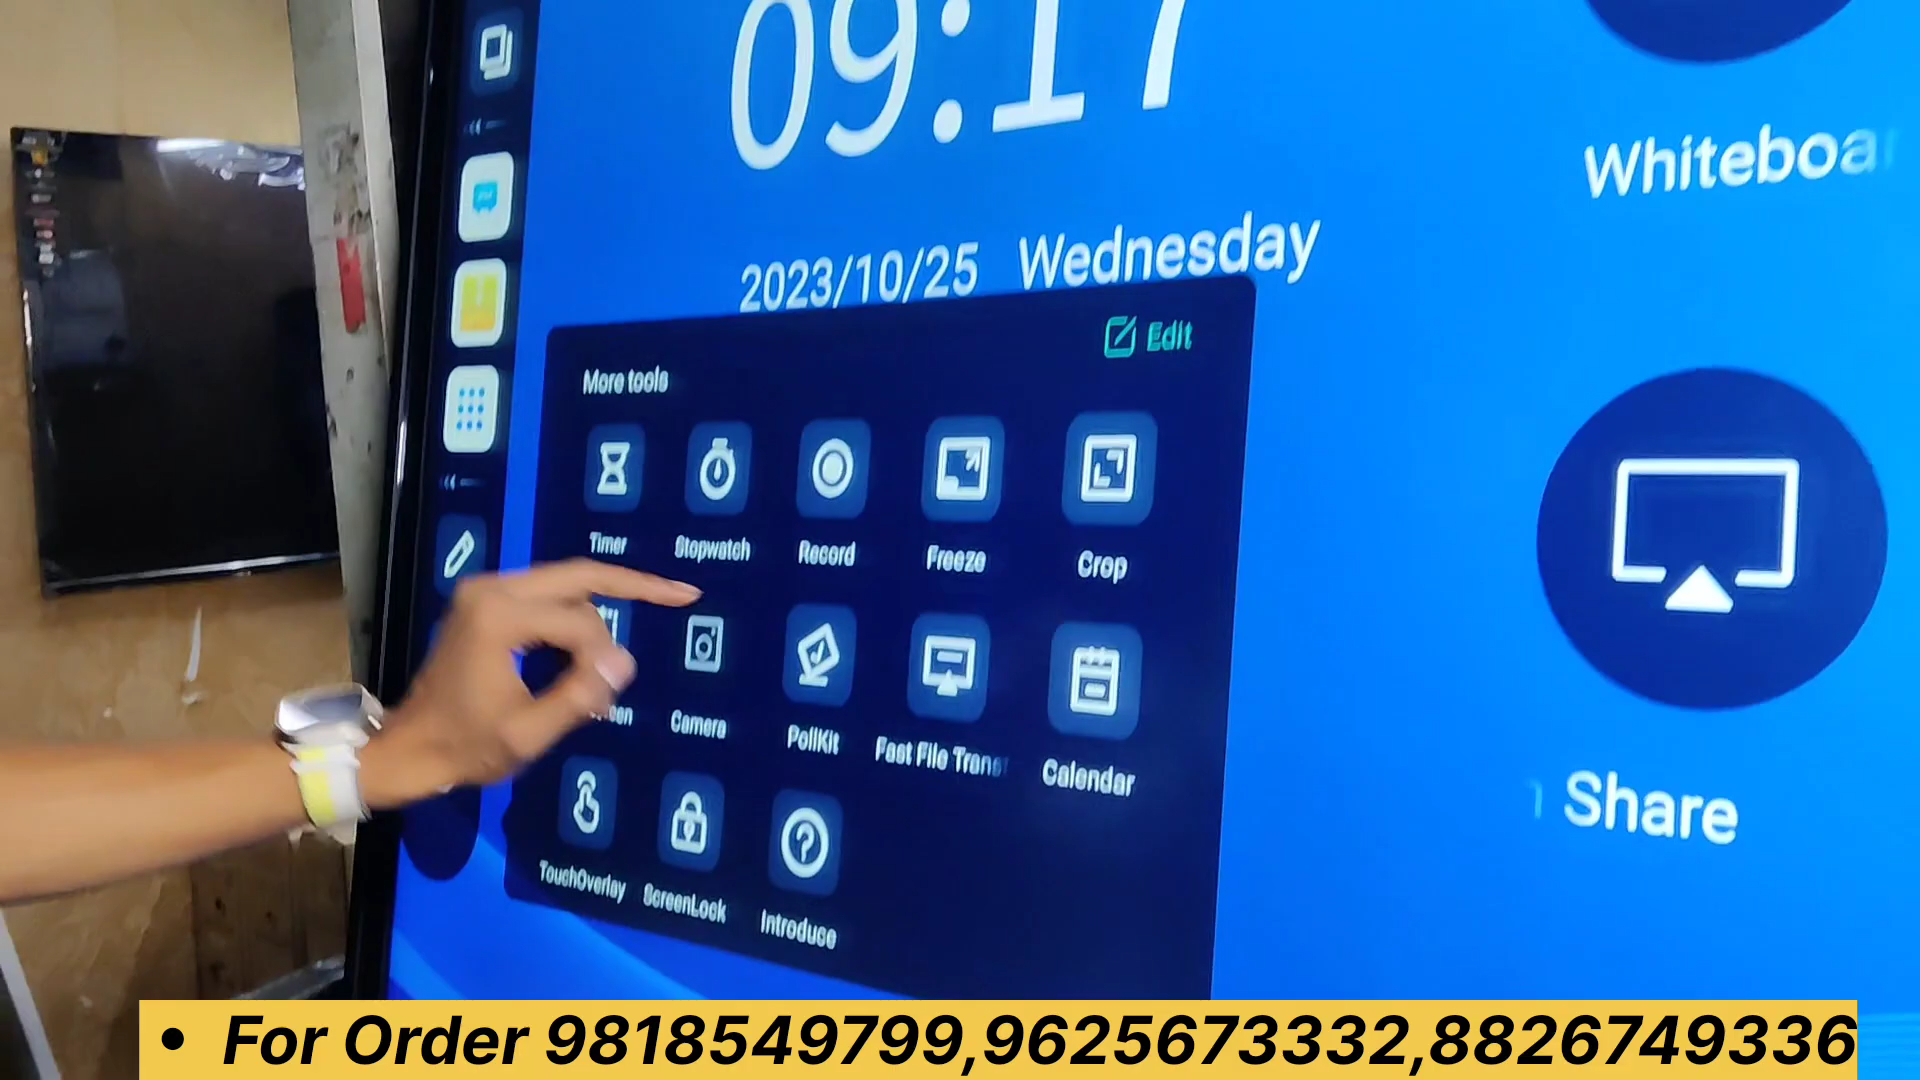 09:17
Whiteboa
2023/10/25 Wednesday
Edit
More tools
Timer Stopwatch Record Freeze Crop
Camera PollKit Fast File Trans Calendar
Share
TouchOverlay ScreenLock Introduce
• For Order 9818549799,9625673332,8826749336